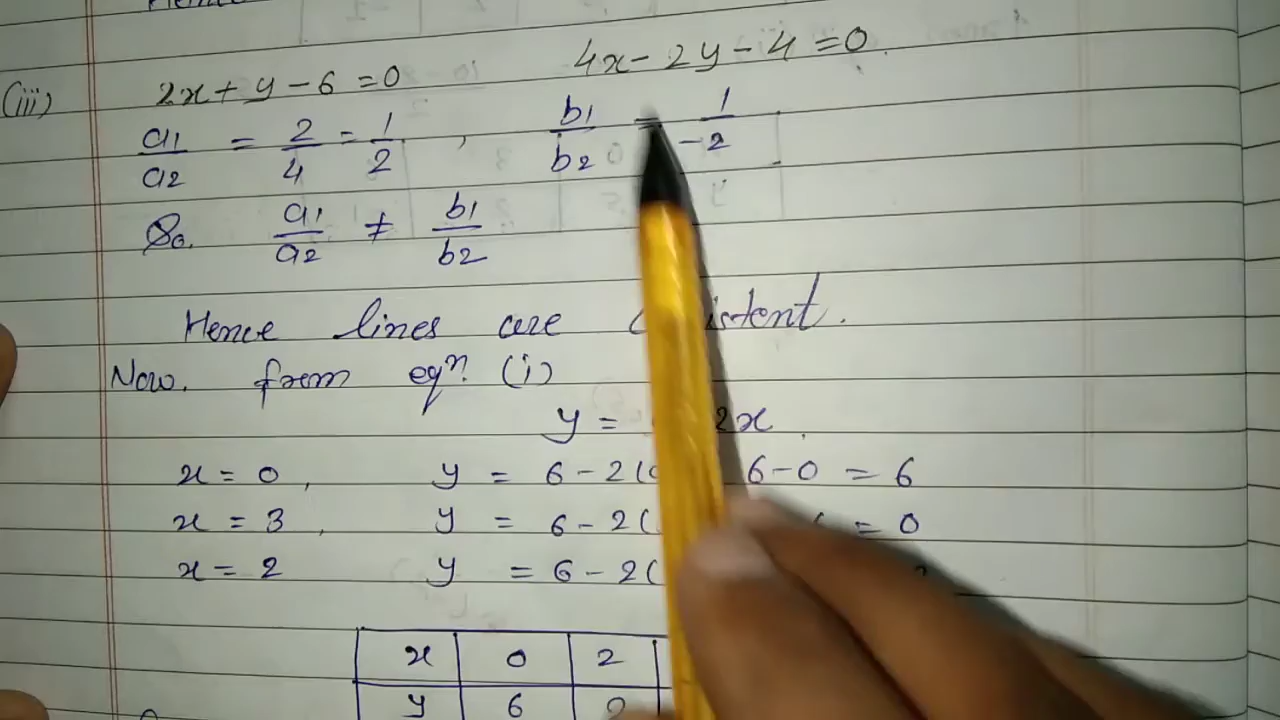 (iii) 2x + y - 6 = 0 4x - 2y - 4 = 0
a1/a2 = 2/4 = 1/2 , b1/b2 = 1/-2
So. a1/a2 ≠ b1/b2
Hence lines are
Now. from eqn. (i)
y = 2x
x = 0 , y = 6 - 2( 6 - 0 = 6
x = 3 , y = 6 - 2( = 0
x = 2 y = 6 - 2(
x 0 2
y 6